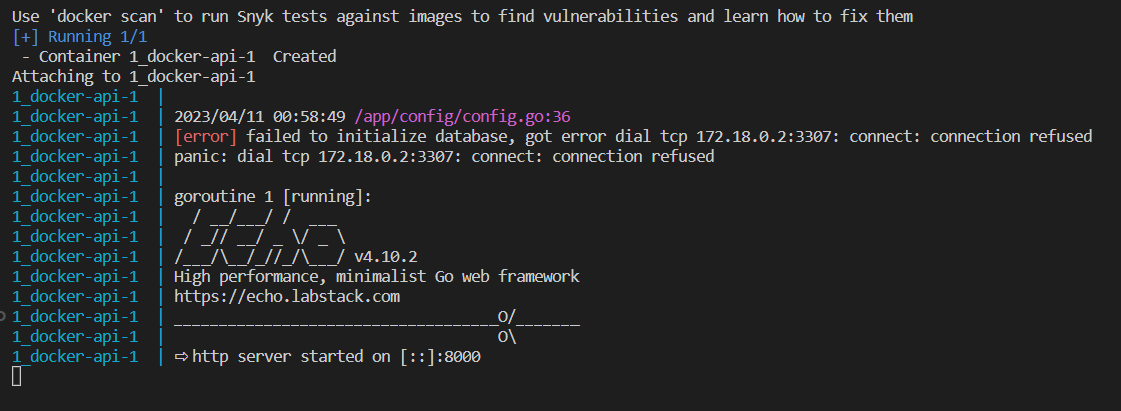 Use 'docker scan' to run Snyk tests against images to find vulnerabilities and learn how to fix them
[+] Running 1/1
 - Container 1_docker-api-1  Created
Attaching to 1_docker-api-1
1_docker-api-1  |
1_docker-api-1  | 2023/04/11 00:58:49 /app/config/config.go:36
1_docker-api-1  | [error] failed to initialize database, got error dial tcp 172.18.0.2:3307: connect: connection refused
1_docker-api-1  | panic: dial tcp 172.18.0.2:3307: connect: connection refused
1_docker-api-1  |
1_docker-api-1  | goroutine 1 [running]:
1_docker-api-1  |   / __/___/ /  ___
1_docker-api-1  |  / _// __/ _ \/ _ \
1_docker-api-1  | /___/\__/_//_/\___/ v4.10.2
1_docker-api-1  | High performance, minimalist Go web framework
1_docker-api-1  | https://echo.labstack.com
1_docker-api-1  | ____________________________________O/_______
1_docker-api-1  |                                     O\
1_docker-api-1  | ⇨ http server started on [::]:8000